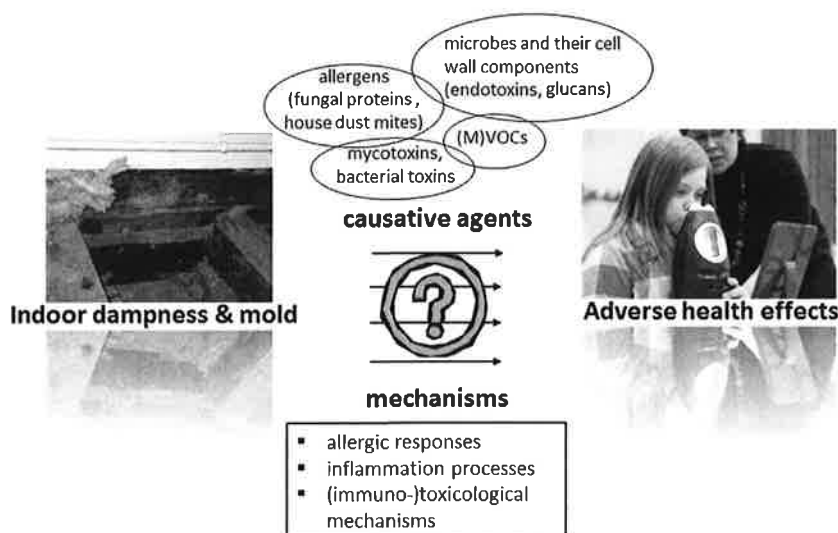 microbes and their cell
wall components
(endotoxins, glucans)
allergens
(fungal proteins ,
house dust mites)
(M)VOCs
mycotoxins,
bacterial toxins
causative agents
?
Indoor dampness & mold
Adverse health effects
mechanisms
▪ allergic responses
▪ inflammation processes
▪ (immuno-)toxicological
mechanisms